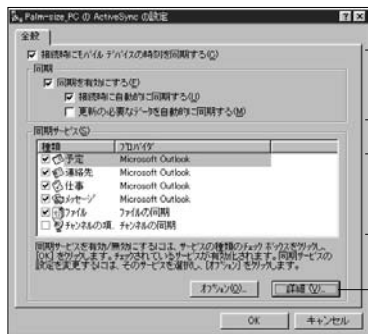 Palm-size_PC の ActiveSync の設定
全般
接続時にモバイル デバイスの時刻を同期する(C)
同期
同期を有効にする(E)
接続時に自動的に同期する(U)
更新の必要なデータを自動的に同期する(M)
同期サービス(S)
種類 プロバイダ
予定 Microsoft Outlook
連絡先 Microsoft Outlook
仕事 Microsoft Outlook
メッセージ Microsoft Outlook
ファイル ファイルの同期
チャンネルの項. チャンネルの同期
同期サービスを有効/無効にするには、サービスの種類のチェック ボックスをクリックし、
[OK] をクリックします。チェックされているサービスが有効化されます。同期サービスの
設定を変更するには、そのサービスを選択し、[オプション] をクリックします。
オプション(O)... 詳細(V)...
OK キャンセル